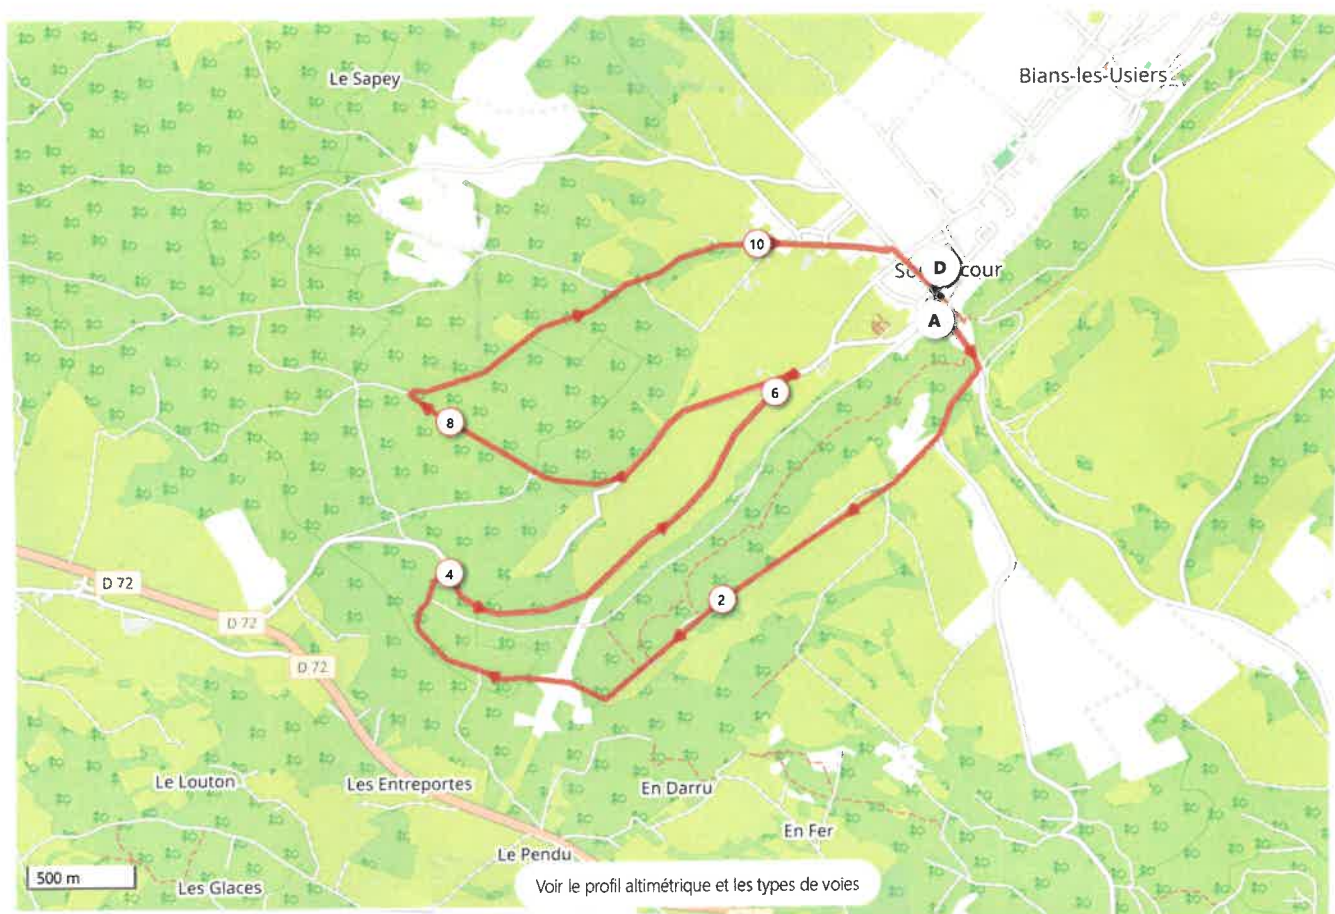 Le Sapey
Bians-les-Usiers
10
D
cour
A
6
8
4
2
D 72
D 72
D 72
Le Louton
Les Entreportes
En Darru
En Fer
Le Pendu
500 m
Les Glaces
Voir le profil altimétrique et les types de voies